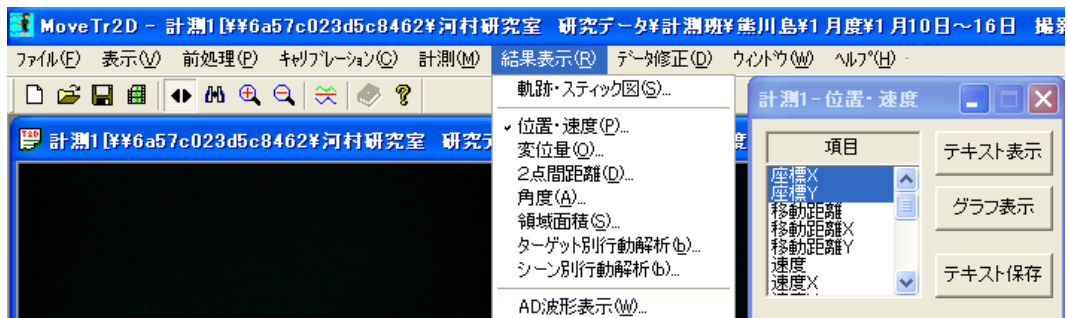 MoveTr2D - 計測1 [¥¥6a57c023d5c8462¥河村研究室 研究データ¥計測班¥熊川島¥1月度¥1月10日～16日 撮影
ファイル(F) 表示(V) 前処理(P) キャリブレーション(C) 計測(M) 結果表示(R) データ修正(D) ウィンドウ(W) ヘルプ(H)
計測1 [¥¥6a57c023d5c8462¥河村研究室 研究デ
軌跡・スティック図(S)...
位置・速度(P)...
変位量(O)...
2点間距離(D)...
角度(A)...
領域面積(S)...
ターゲット別行動解析(b)...
シーン別行動解析(b)...
AD波形表示(W)...
度
計測1-位置・速度
項目
座標X
座標Y
移動距離
移動距離X
移動距離Y
速度
速度X
テキスト表示
グラフ表示
テキスト保存